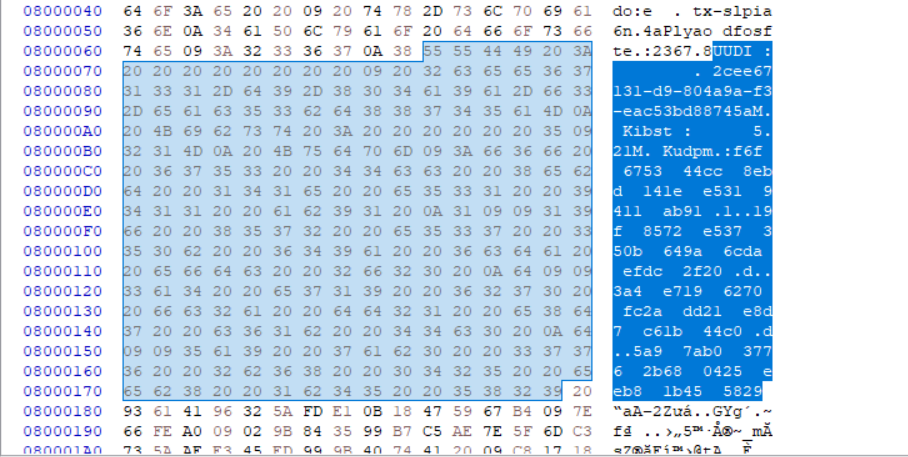 08000040 64 6F 3A 65 20 20 09 20 74 78 2D 73 6C 70 69 61 do:e . tx-slpia
08000050 36 6E 0A 34 61 50 6C 79 61 6F 20 64 66 6F 73 66 6n.4aPlyao dfosf
08000060 74 65 09 3A 32 33 36 37 0A 38 55 55 44 49 20 3A te.:2367.8UUDI :
08000070 20 20 20 20 20 20 20 20 09 20 32 63 65 65 36 37 . 2cee67
08000080 31 33 31 2D 64 39 2D 38 30 34 61 39 61 2D 66 33 131-d9-804a9a-f3
08000090 2D 65 61 63 35 33 62 64 38 38 37 34 35 61 4D 0A -eac53bd88745aM.
080000A0 20 4B 69 62 73 74 20 3A 20 20 20 20 20 20 35 09 Kibst : 5.
080000B0 32 31 4D 0A 20 4B 75 64 70 6D 09 3A 66 36 66 20 21M. Kudpm.:f6f
080000C0 20 36 37 35 33 20 20 34 34 63 63 20 20 38 65 62 6753 44cc 8eb
080000D0 64 20 20 31 34 31 65 20 20 65 35 33 31 20 20 39 d 141e e531 9
080000E0 34 31 31 20 20 61 62 39 31 20 0A 31 09 09 31 39 411 ab91 .1..19
080000F0 66 20 20 38 35 37 32 20 20 65 35 33 37 20 20 33 f 8572 e537 3
08000100 35 30 62 20 20 36 34 39 61 20 20 36 63 64 61 20 50b 649a 6cda
08000110 20 65 66 64 63 20 20 32 66 32 30 20 0A 64 09 09 efdc 2f20 .d..
08000120 33 61 34 20 20 65 37 31 39 20 20 36 32 37 30 20 3a4 e719 6270
08000130 20 66 63 32 61 20 20 64 64 32 31 20 20 65 38 64 fc2a dd21 e8d
08000140 37 20 20 63 36 31 62 20 20 34 34 63 30 20 0A 64 7 c61b 44c0 .d
08000150 09 09 35 61 39 20 20 37 61 62 30 20 20 33 37 37 ..5a9 7ab0 377
08000160 36 20 20 32 62 36 38 20 20 30 34 32 35 20 20 65 6 2b68 0425 e
08000170 65 62 38 20 20 31 62 34 35 20 20 35 38 32 39 20 eb8 1b45 5829
08000180 93 61 41 96 32 5A FD E1 0B 18 47 59 67 B4 09 7E “aA–2Zýá..GYg´.~
08000190 66 FE A0 09 02 9B 84 35 99 B7 C5 AE 7E 5F 6D C3
080001A0 73 5A AE F3 45 ED 99 9B 40 74 41 20 09 C8 17 18